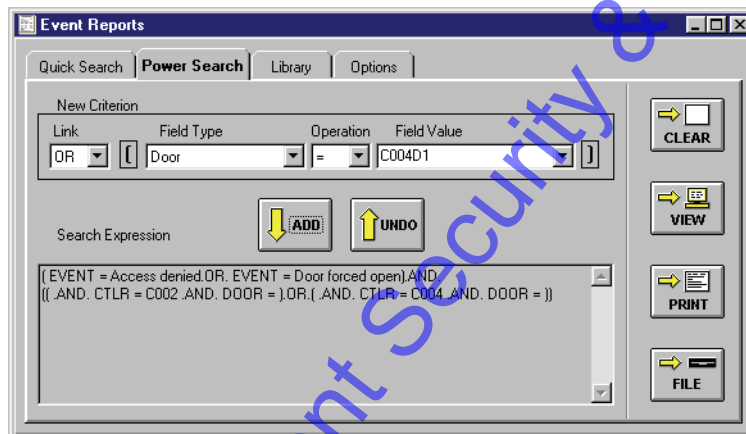 Event Reports
Quick Search Power Search Library Options
New Criterion
Link Field Type Operation Field Value
OR ( Door = C004D1 )
CLEAR
ADD UNDO
VIEW
Search Expression
( EVENT = Access denied.OR. EVENT = Door forced open).AND.
(( .AND. CTLR = C002 .AND. DOOR = ).OR.( .AND. CTLR = C004 .AND. DOOR = ))
PRINT
FILE
nt Security &